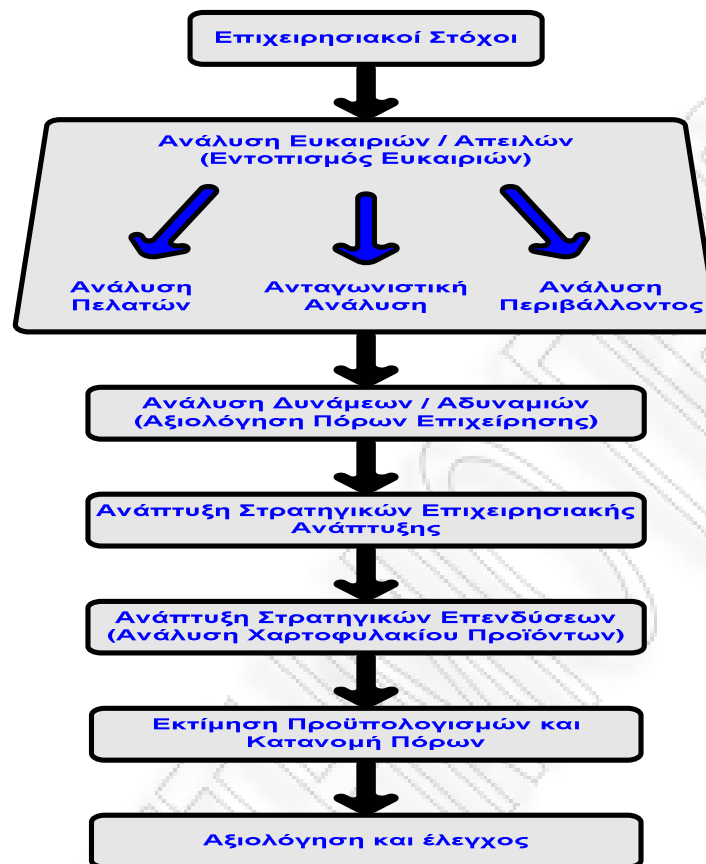 Επιχειρησιακοί Στόχοι
Ανάλυση Ευκαιριών / Απειλών
(Εντοπισμός Ευκαιριών)
Ανάλυση
Πελατών
Ανταγωνιστική
Ανάλυση
Ανάλυση
Περιβάλλοντος
Ανάλυση Δυνάμεων / Αδυναμιών
(Αξιολόγηση Πόρων Επιχείρησης)
Ανάπτυξη Στρατηγικών Επιχειρησιακής
Ανάπτυξης
Ανάπτυξη Στρατηγικών Επενδύσεων
(Ανάλυση Χαρτοφυλακίου Προϊόντων)
Εκτίμηση Προϋπολογισμών και
Κατανομή Πόρων
Αξιολόγηση και έλεγχος